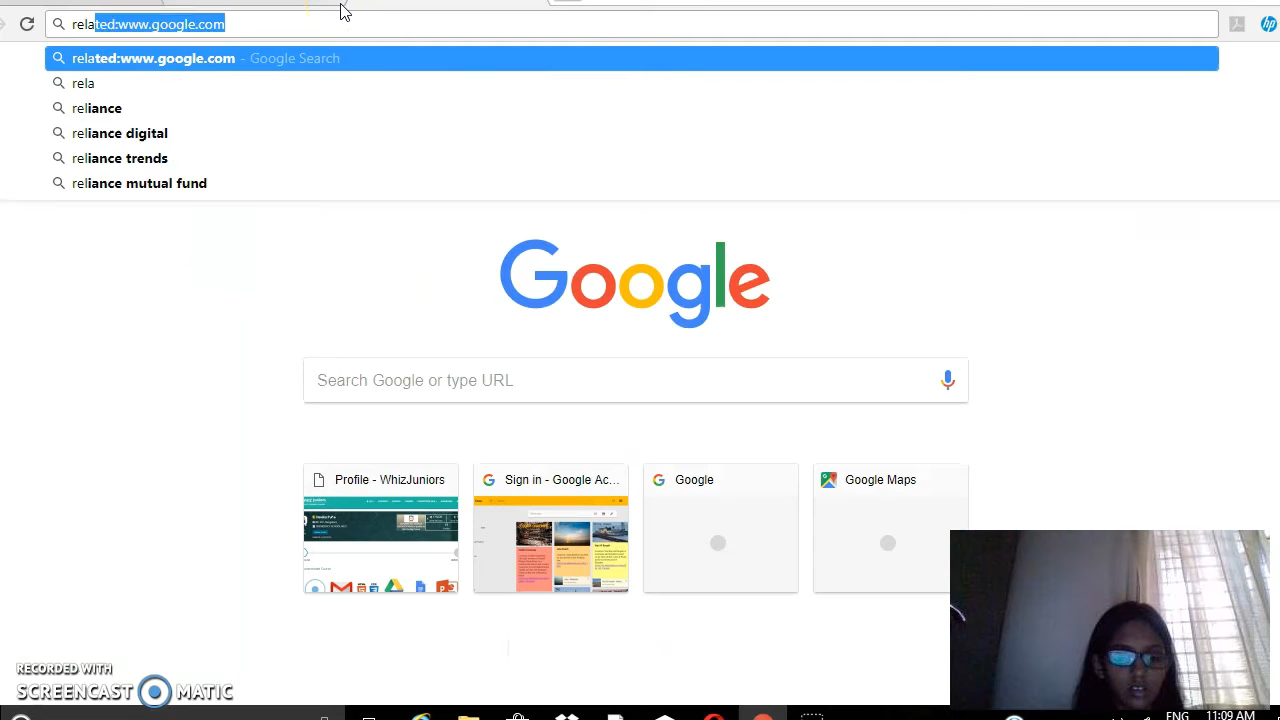 related:www.google.com
related:www.google.com - Google Search
rela
reliance
reliance digital
reliance trends
reliance mutual fund
Google
Search Google or type URL
Profile - WhizJuniors
Sign in - Google Ac...
Google
Google Maps
RECORDED WITH
SCREENCAST MATIC
hp
ENG
11:09 AM